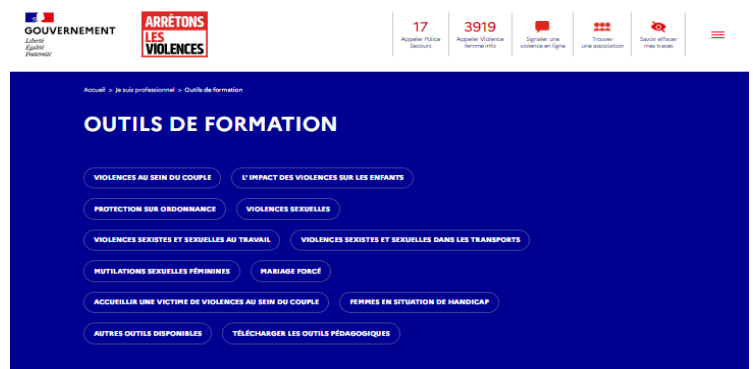 GOUVERNEMENT
Liberté
Égalité
Fraternité
ARRÊTONS
LES
VIOLENCES
17
Appeler Police
Secours
3919
Appeler Violence
femme info
Signaler une
violence en ligne
Trouver
une association
Savoir effacer
mes traces
Accueil > Je suis professionnel > Outils de formation
OUTILS DE FORMATION
VIOLENCES AU SEIN DU COUPLE
L' IMPACT DES VIOLENCES SUR LES ENFANTS
PROTECTION SUR ORDONNANCE
VIOLENCES SEXUELLES
VIOLENCES SEXISTES ET SEXUELLES AU TRAVAIL
VIOLENCES SEXISTES ET SEXUELLES DANS LES TRANSPORTS
MUTILATIONS SEXUELLES FÉMININES
MARIAGE FORCÉ
ACCUEILLIR UNE VICTIME DE VIOLENCES AU SEIN DU COUPLE
FEMMES EN SITUATION DE HANDICAP
AUTRES OUTILS DISPONIBLES
TÉLÉCHARGER LES OUTILS PÉDAGOGIQUES